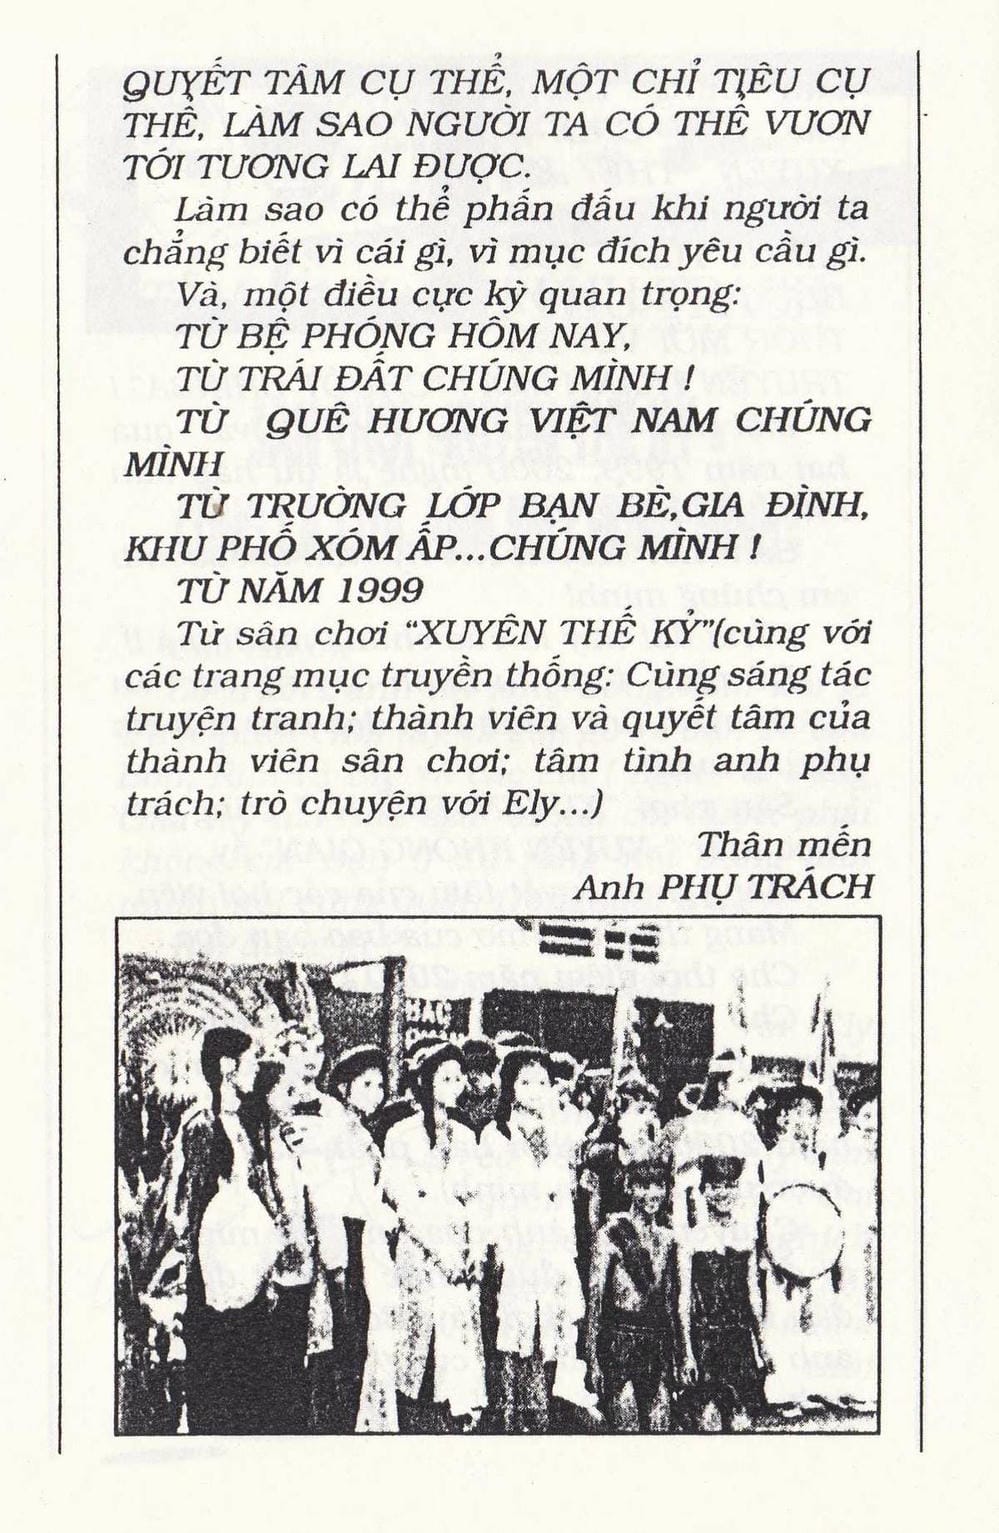 QUYẾT TÂM CỤ THỂ, MỘT CHỈ TIÊU CỤ
THỂ, LÀM SAO NGƯỜI TA CÓ THỂ VƯƠN
TỚI TƯƠNG LAI ĐƯỢC.
Làm sao có thể phấn đấu khi người ta
chẳng biết vì cái gì, vì mục đích yêu cầu gì.
Và, một điều cực kỳ quan trọng:
TỪ BỆ PHÓNG HÔM NAY,
TỪ TRÁI ĐẤT CHÚNG MÌNH !
TỪ QUÊ HƯƠNG VIỆT NAM CHÚNG
MÌNH
TỪ TRƯỜNG LỚP BẠN BÈ,GIA ĐÌNH,
KHU PHỐ XÓM ẤP...CHÚNG MÌNH !
TỪ NĂM 1999
Từ sân chơi “XUYÊN THẾ KỶ”(cùng với
các trang mục truyền thống: Cùng sáng tác
truyện tranh; thành viên và quyết tâm của
thành viên sân chơi; tâm tình anh phụ
trách; trò chuyện với Ely. . .)
Thân mến
Anh PHỤ TRÁCH
BAC